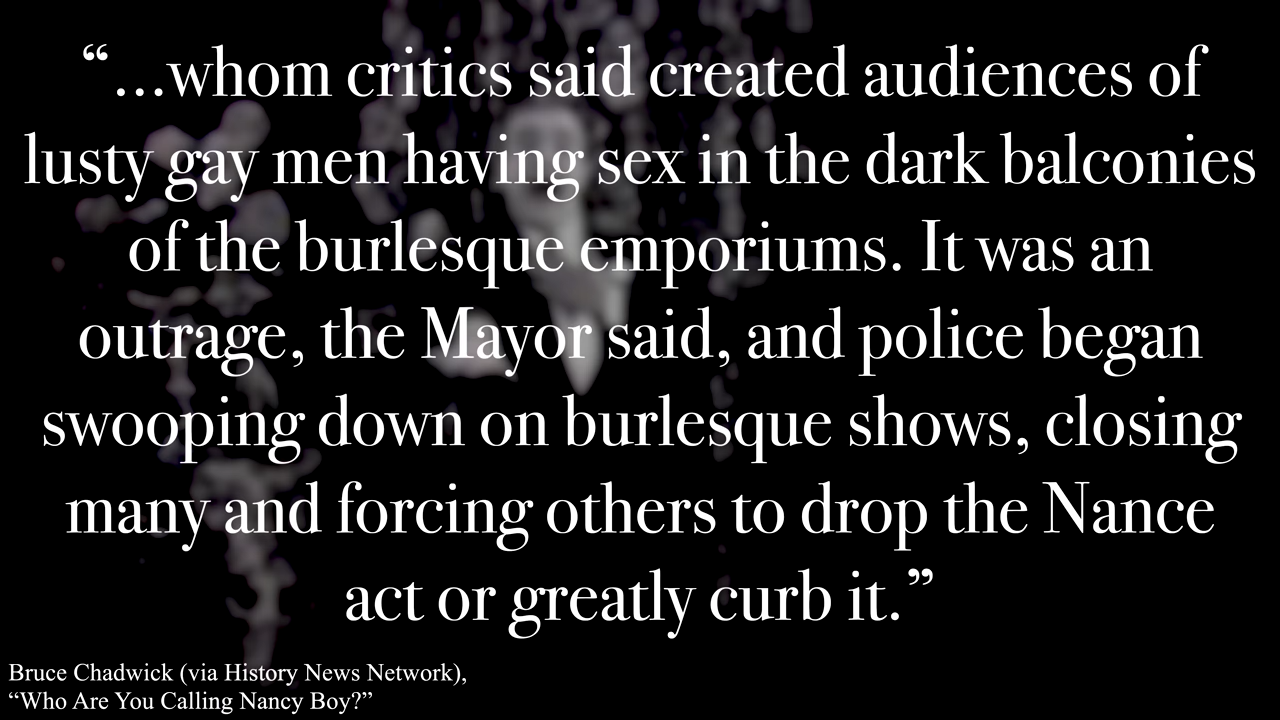 “...whom critics said created audiences of
lusty gay men having sex in the dark balconies
of the burlesque emporiums. It was an
outrage, the Mayor said, and police began
swooping down on burlesque shows, closing
many and forcing others to drop the Nance
act or greatly curb it.”
Bruce Chadwick (via History News Network),
“Who Are You Calling Nancy Boy?”